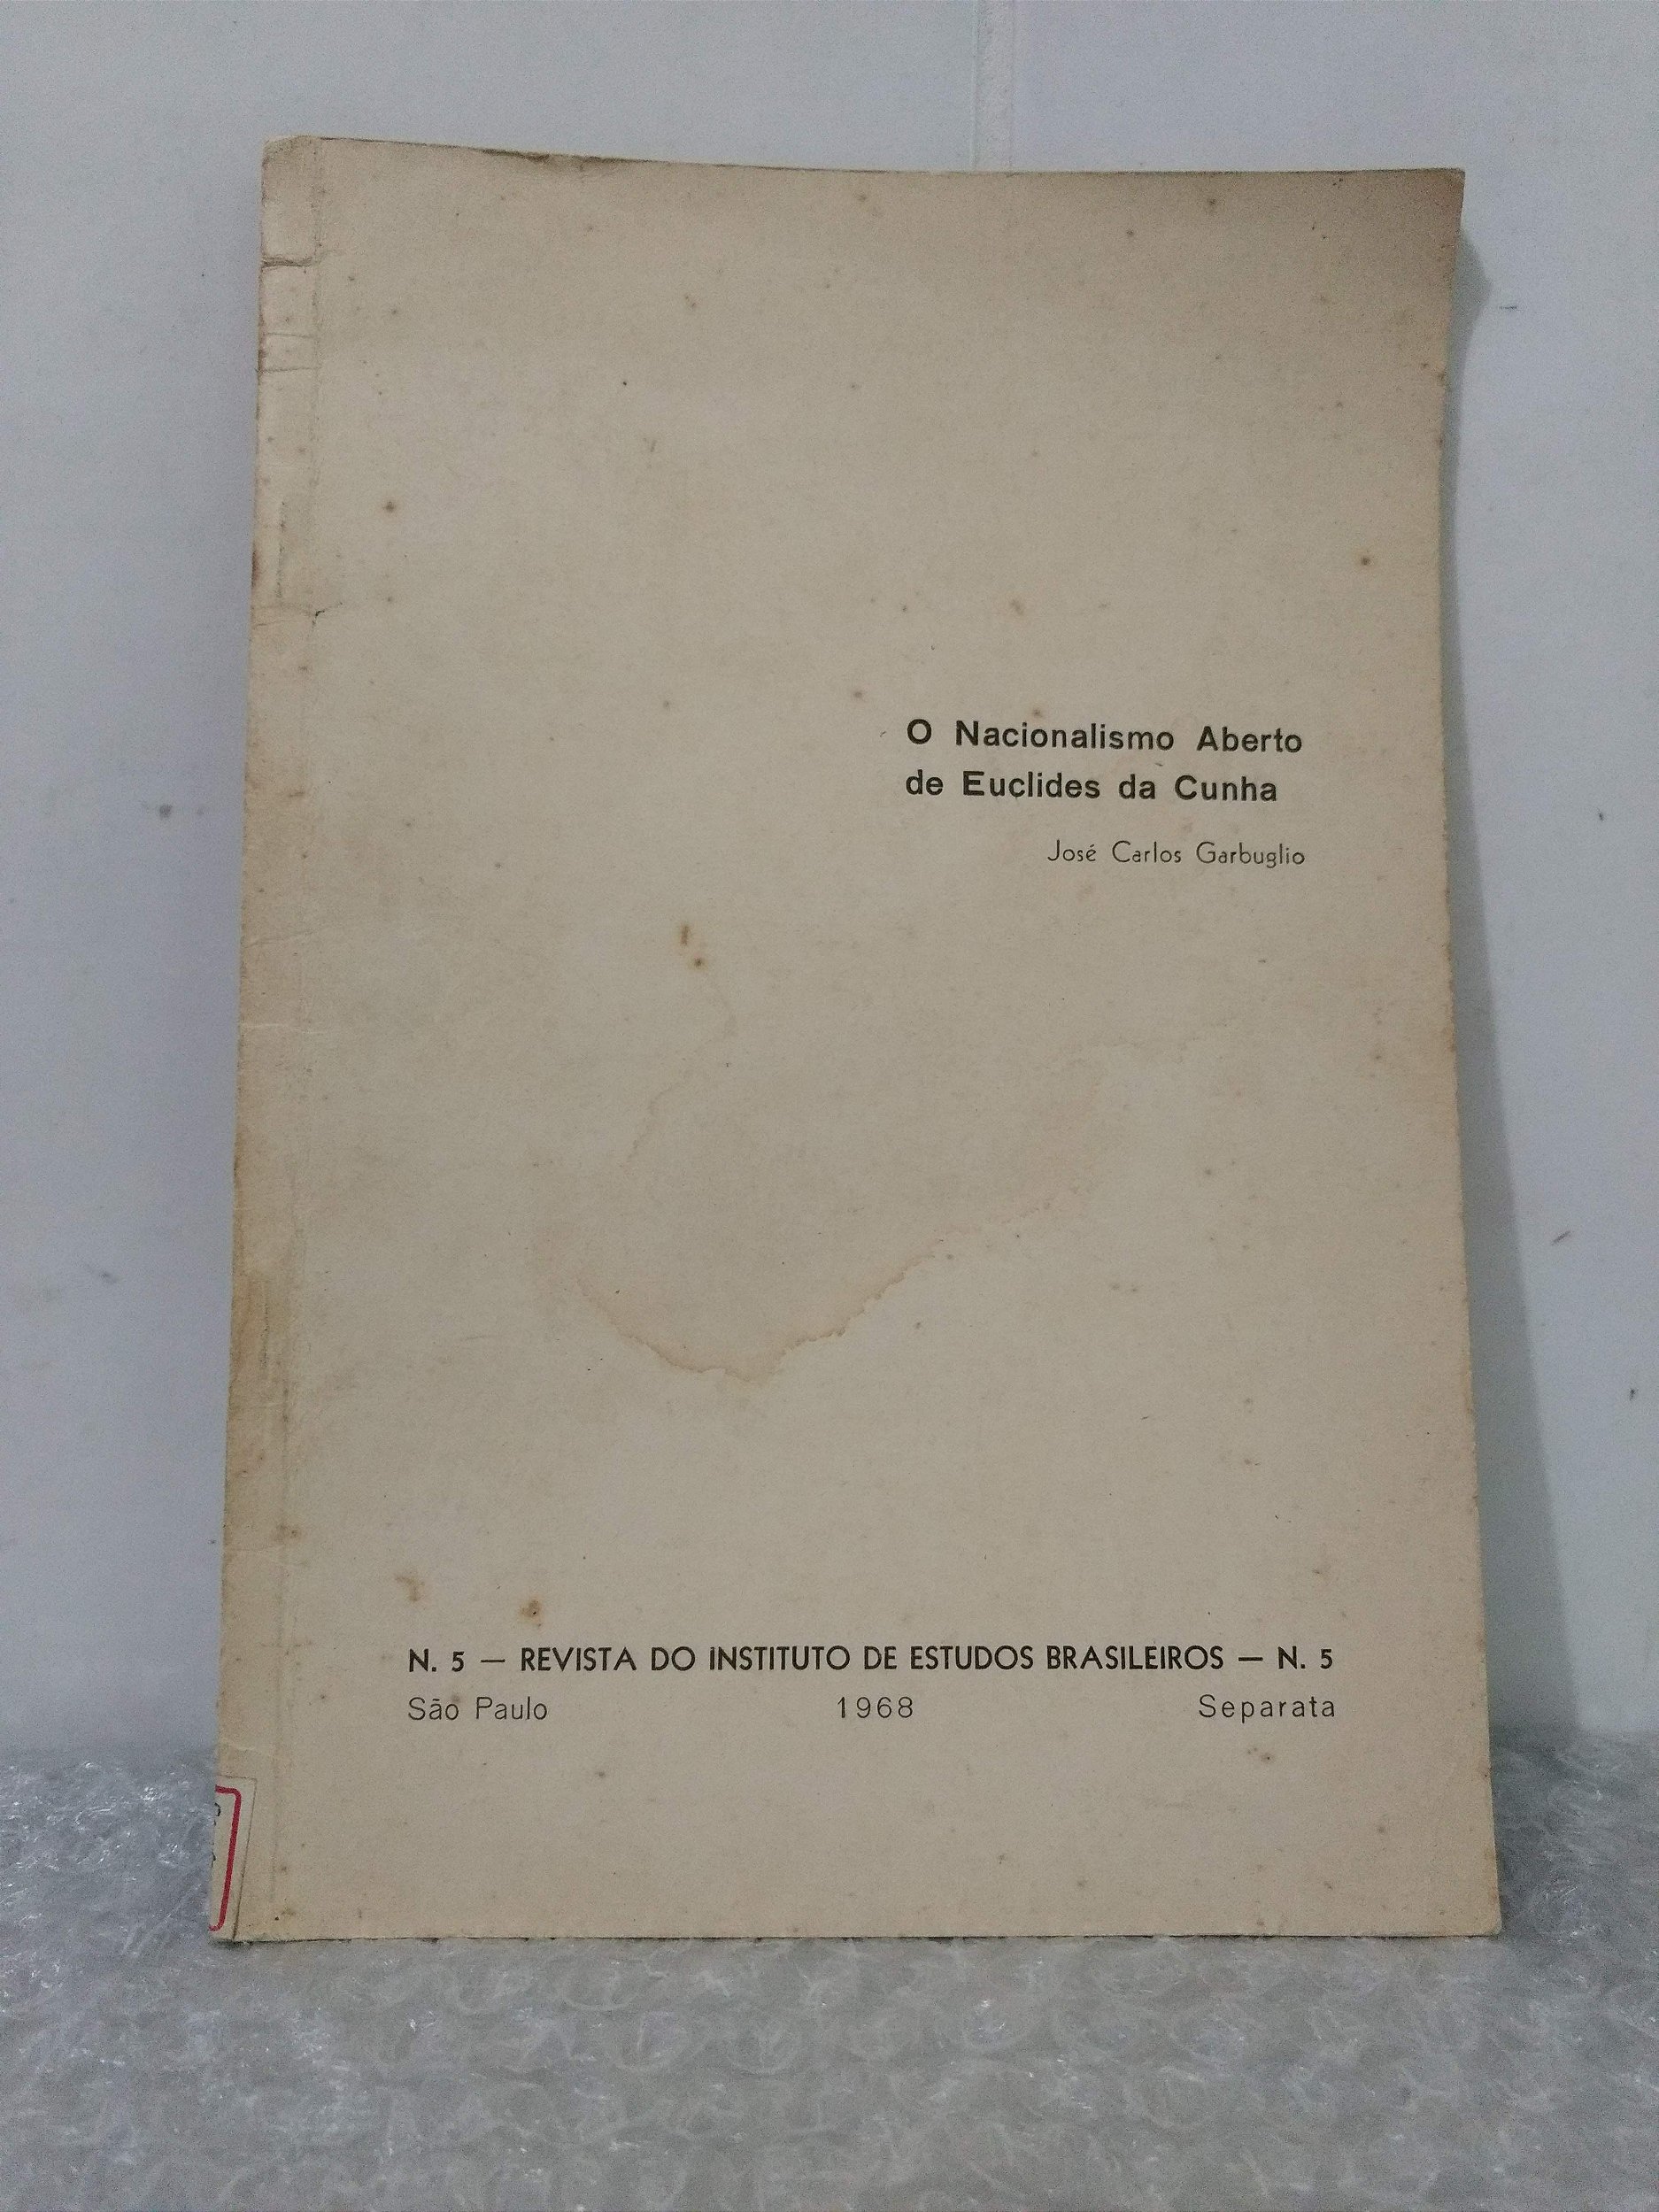 O Nacionalismo Aberto
de Euclides da Cunha
José Carlos Garbuglio
N. 5 — REVISTA DO INSTITUTO DE ESTUDOS BRASILEIROS — N. 5
São Paulo 1968 Separata